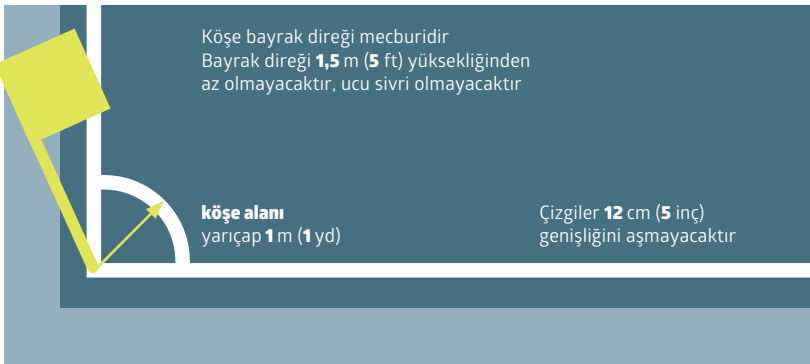 Köşe bayrak direği mecburidir
Bayrak direği 1,5 m (5 ft) yüksekliğinden
az olmayacaktır, ucu sivri olmayacaktır
köşe alanı
yarıçap 1 m (1 yd)
Çizgiler 12 cm (5 inç)
genişliğini aşmayacaktır